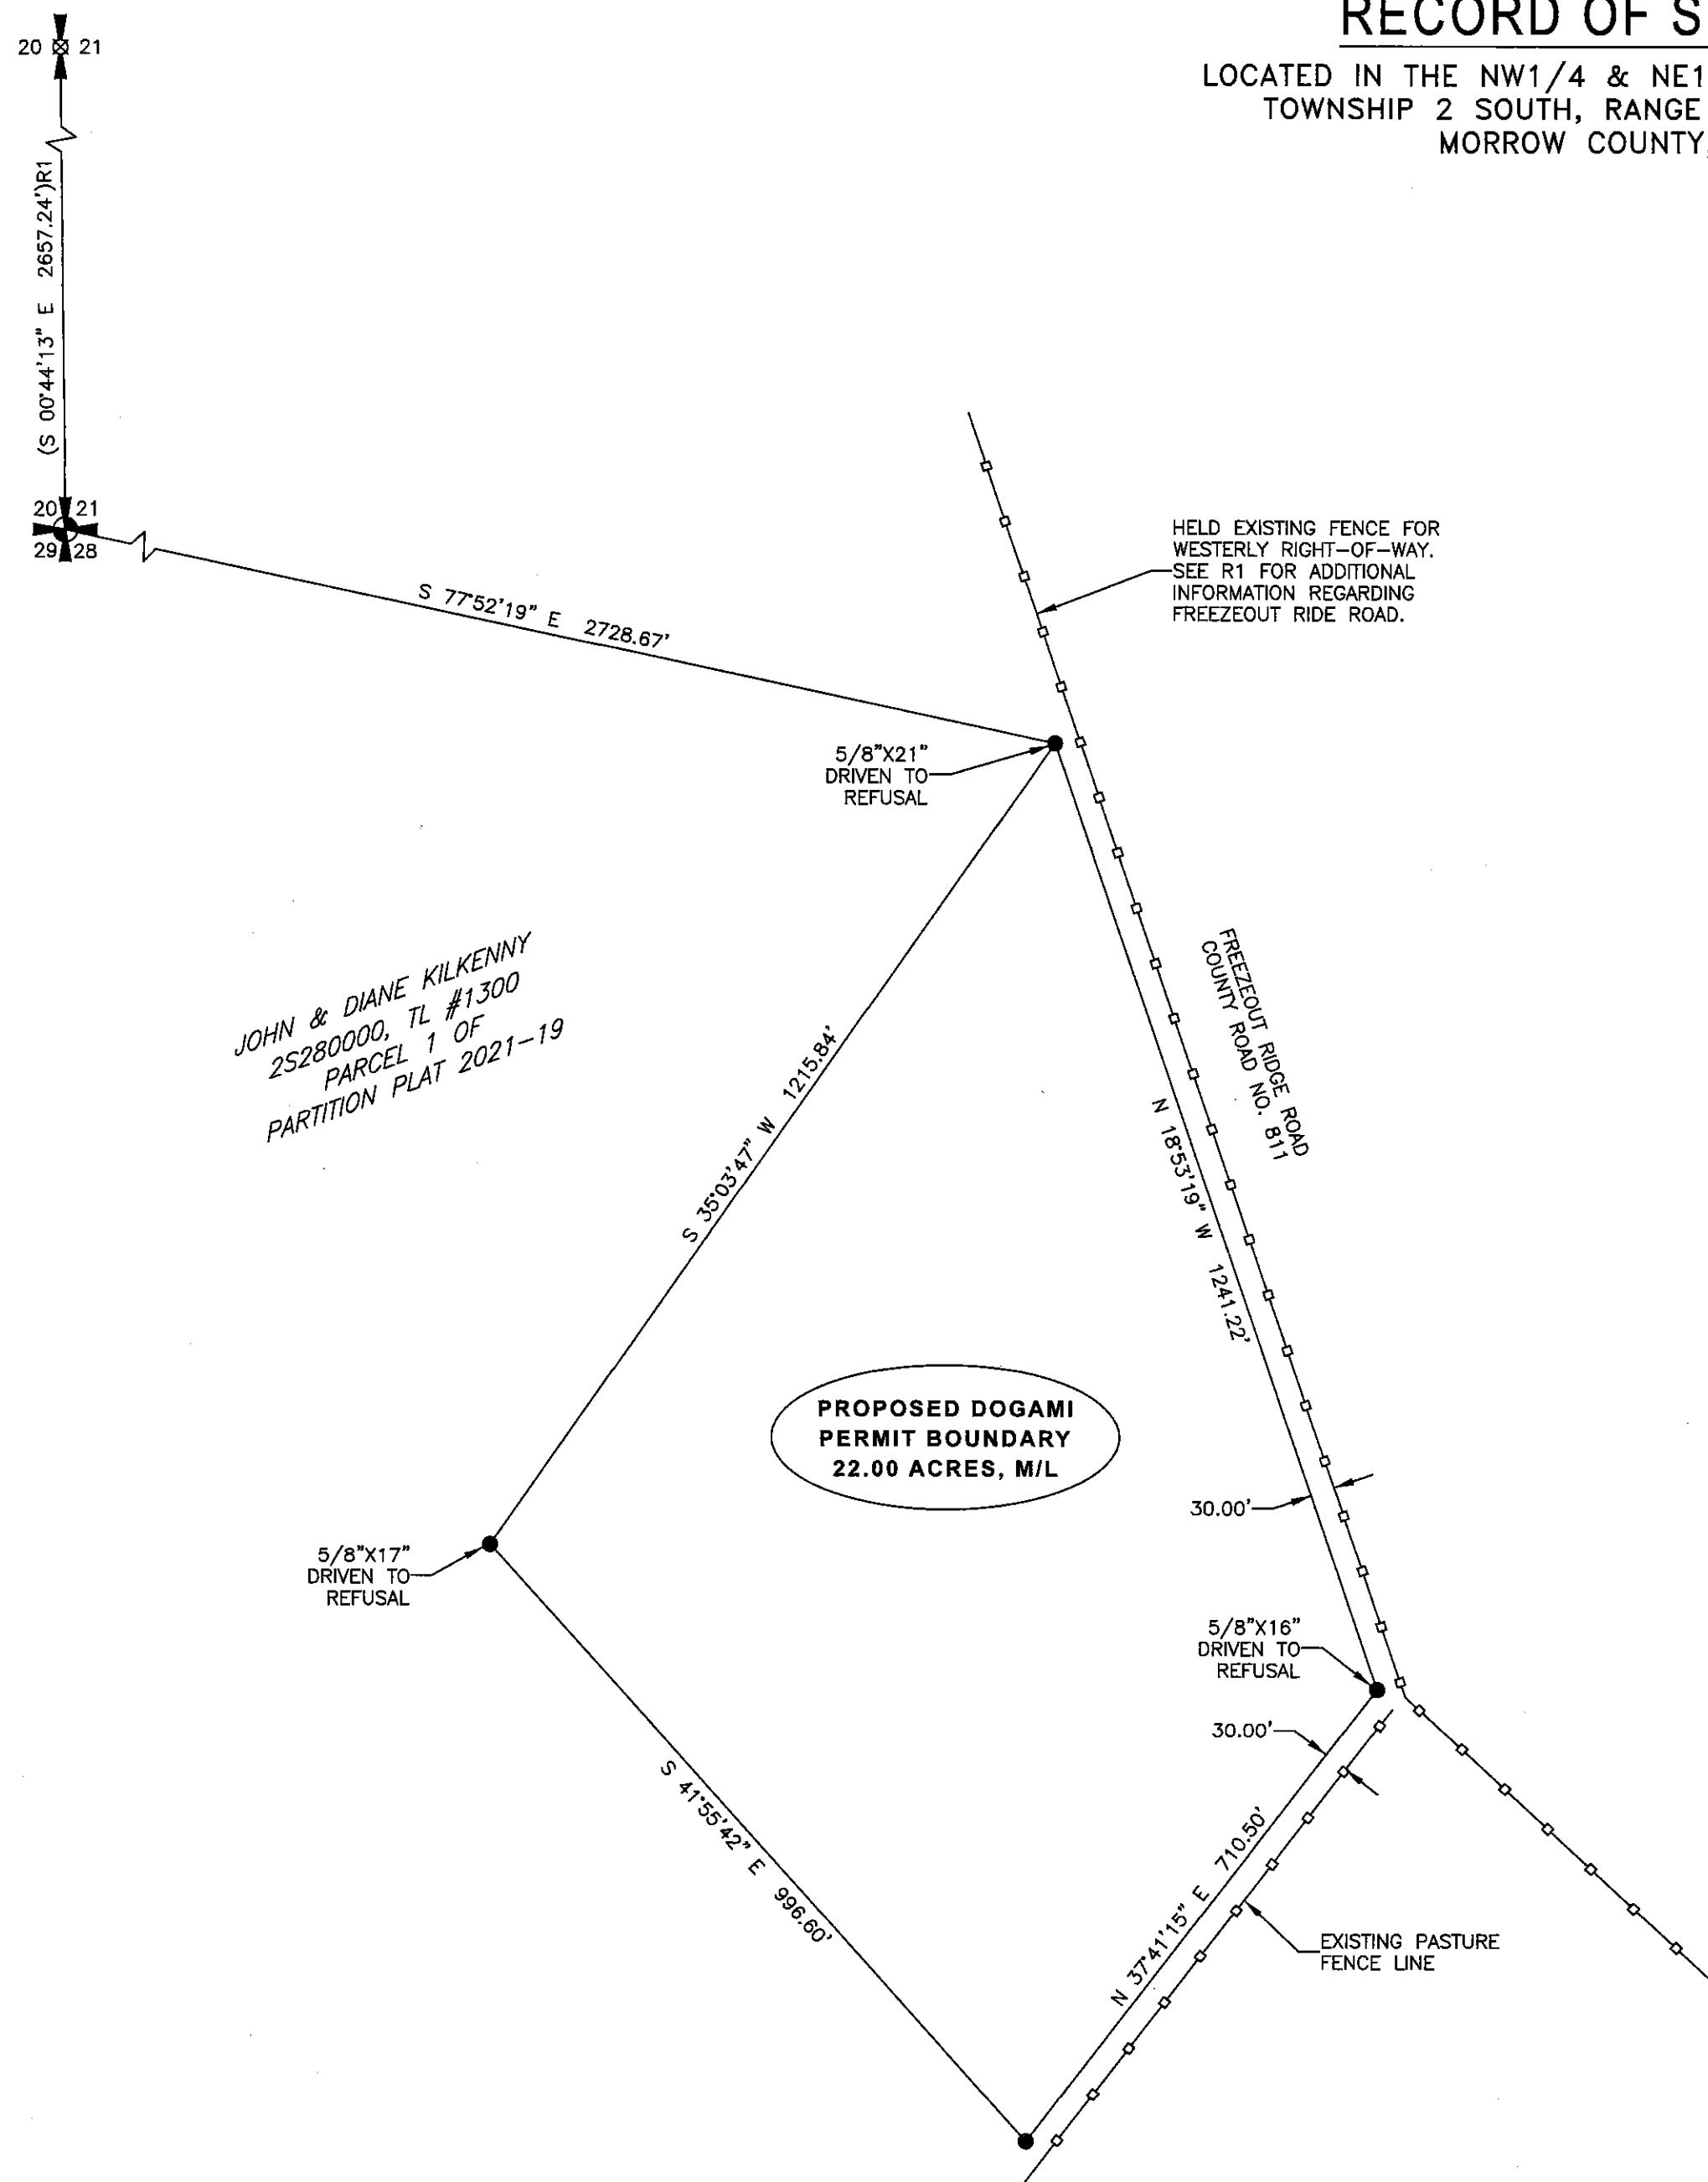 RECORD OF S
LOCATED IN THE NW1/4 & NE1
TOWNSHIP 2 SOUTH, RANGE
MORROW COUNTY,
20 21
(S 00°44'13" E 2657.24')R1
20 21
29 28
S 77°52'19" E 2728.67'
HELD EXISTING FENCE FOR
WESTERLY RIGHT-OF-WAY.
SEE R1 FOR ADDITIONAL
INFORMATION REGARDING
FREEZEOUT RIDE ROAD.
5/8"X21"
DRIVEN TO
REFUSAL
JOHN & DIANE KILKENNY
2S280000, TL #1300
PARCEL 1 OF
PARTITION PLAT 2021-19
FREEZEOUT RIDGE ROAD
COUNTY ROAD NO. 811
S 35°03'47" W 1215.84'
N 18°53'19" W 1241.22'
PROPOSED DOGAMI
PERMIT BOUNDARY
22.00 ACRES, M/L
30.00'
5/8"X17"
DRIVEN TO
REFUSAL
5/8"X16"
DRIVEN TO
REFUSAL
30.00'
S 41°55'42" E 996.60'
N 37°41'15" E 710.50'
EXISTING PASTURE
FENCE LINE